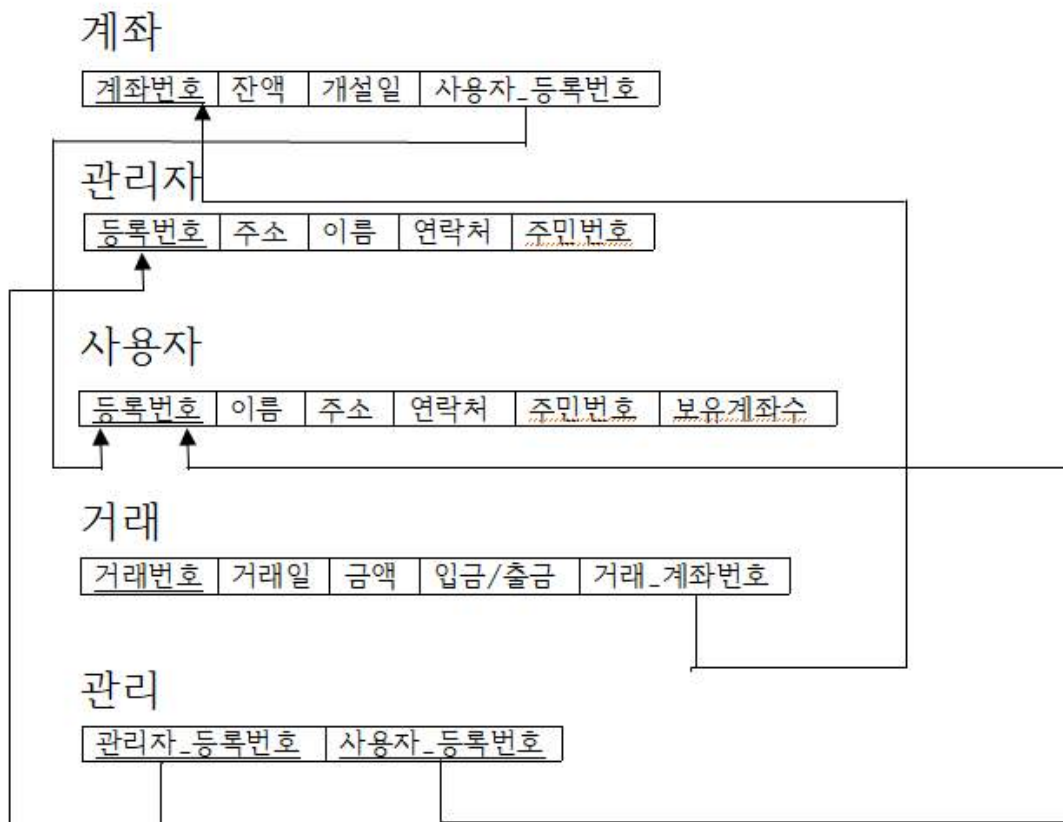 계좌
계좌번호 잔액 개설일 사용자_등록번호
관리자
등록번호 주소 이름 연락처 주민번호
사용자
등록번호 이름 주소 연락처 주민번호 보유계좌수
거래
거래번호 거래일 금액 입금/출금 거래_계좌번호
관리
관리자_등록번호 사용자_등록번호